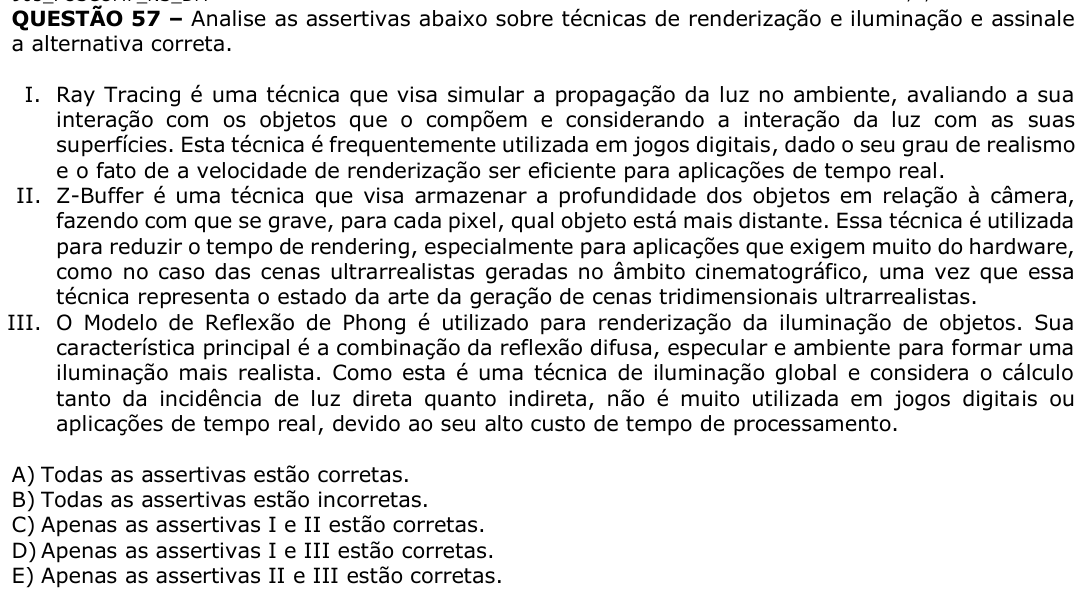 QUESTÃO 57 – Analise as assertivas abaixo sobre técnicas de renderização e iluminação e assinale
a alternativa correta.
I. Ray Tracing é uma técnica que visa simular a propagação da luz no ambiente, avaliando a sua
interação com os objetos que o compõem e considerando a interação da luz com as suas
superfícies. Esta técnica é frequentemente utilizada em jogos digitais, dado o seu grau de realismo
e o fato de a velocidade de renderização ser eficiente para aplicações de tempo real.
II. Z-Buffer é uma técnica que visa armazenar a profundidade dos objetos em relação à câmera,
fazendo com que se grave, para cada pixel, qual objeto está mais distante. Essa técnica é utilizada
para reduzir o tempo de rendering, especialmente para aplicações que exigem muito do hardware,
como no caso das cenas ultrarrealistas geradas no âmbito cinematográfico, uma vez que essa
técnica representa o estado da arte da geração de cenas tridimensionais ultrarrealistas.
III. O Modelo de Reflexão de Phong é utilizado para renderização da iluminação de objetos. Sua
característica principal é a combinação da reflexão difusa, especular e ambiente para formar uma
iluminação mais realista. Como esta é uma técnica de iluminação global e considera o cálculo
tanto da incidência de luz direta quanto indireta, não é muito utilizada em jogos digitais ou
aplicações de tempo real, devido ao seu alto custo de tempo de processamento.
A) Todas as assertivas estão corretas.
B) Todas as assertivas estão incorretas.
C) Apenas as assertivas I e II estão corretas.
D) Apenas as assertivas I e III estão corretas.
E) Apenas as assertivas II e III estão corretas.